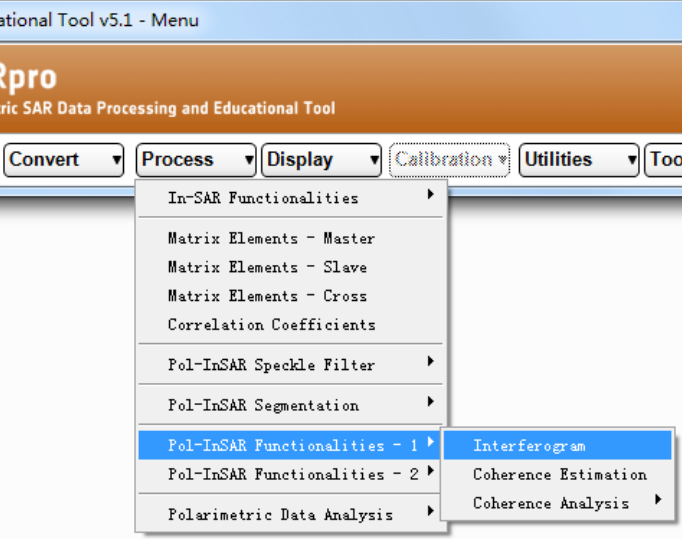 ational Tool v5.1 - Menu
Rpro
ric SAR Data Processing and Educational Tool
Convert Process Display Calibration Utilities Too
In-SAR Functionalities
Matrix Elements - Master
Matrix Elements - Slave
Matrix Elements - Cross
Correlation Coefficients
Pol-InSAR Speckle Filter
Pol-InSAR Segmentation
Pol-InSAR Functionalities - 1
Interferogram
Pol-InSAR Functionalities - 2
Coherence Estimation
Coherence Analysis
Polarimetric Data Analysis